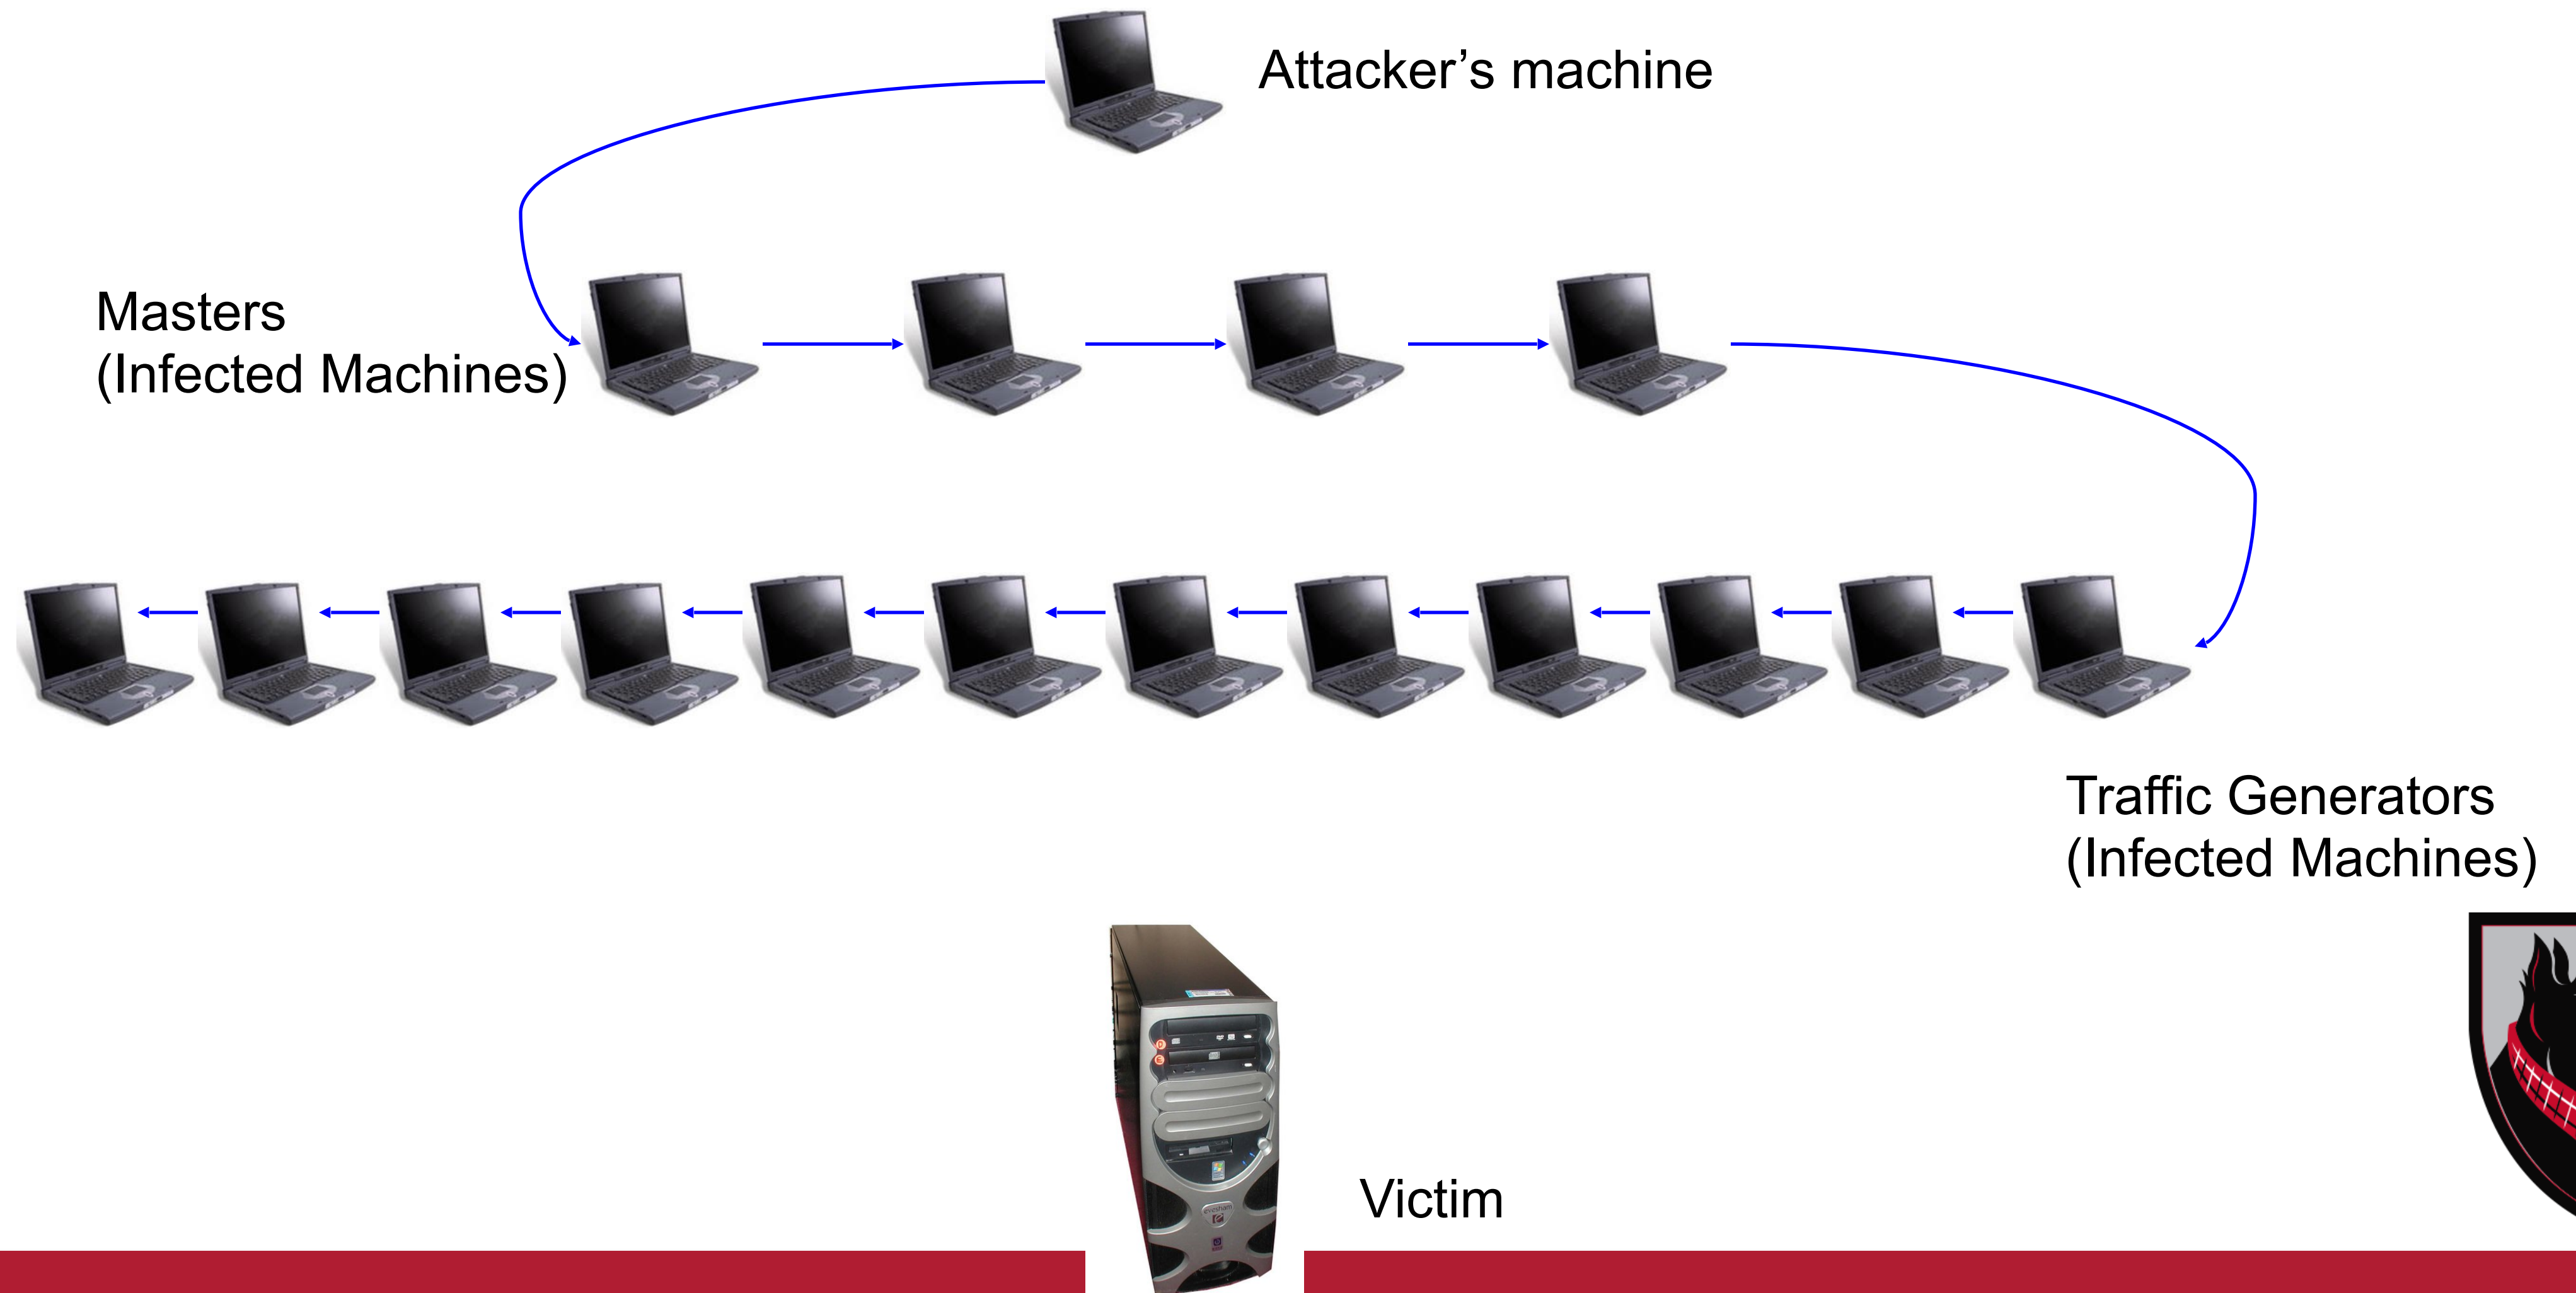 Attacker’s machine
Masters
(Infected Machines)
Traffic Generators
(Infected Machines)
Victim